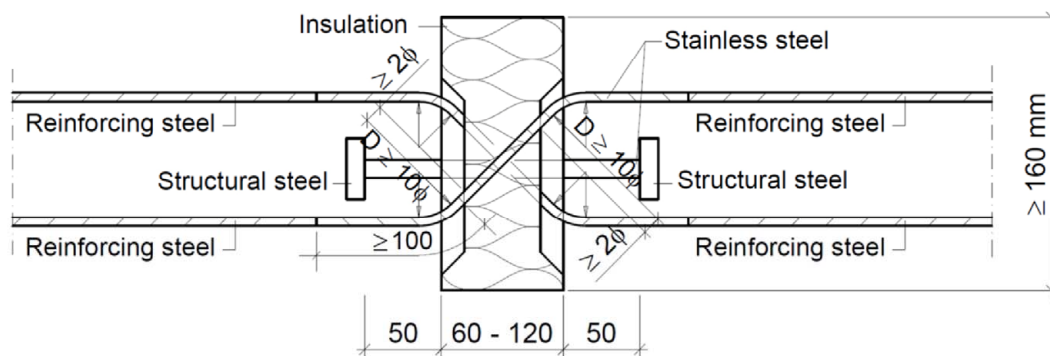 Insulation
Stainless steel
≥ 2ϕ
Reinforcing steel
Reinforcing steel
D ≥ 10ϕ
D ≥ 10ϕ
Structural steel
Structural steel
≥ 160 mm
Reinforcing steel
≥100
Reinforcing steel
≥ 2ϕ
50
60 - 120
50